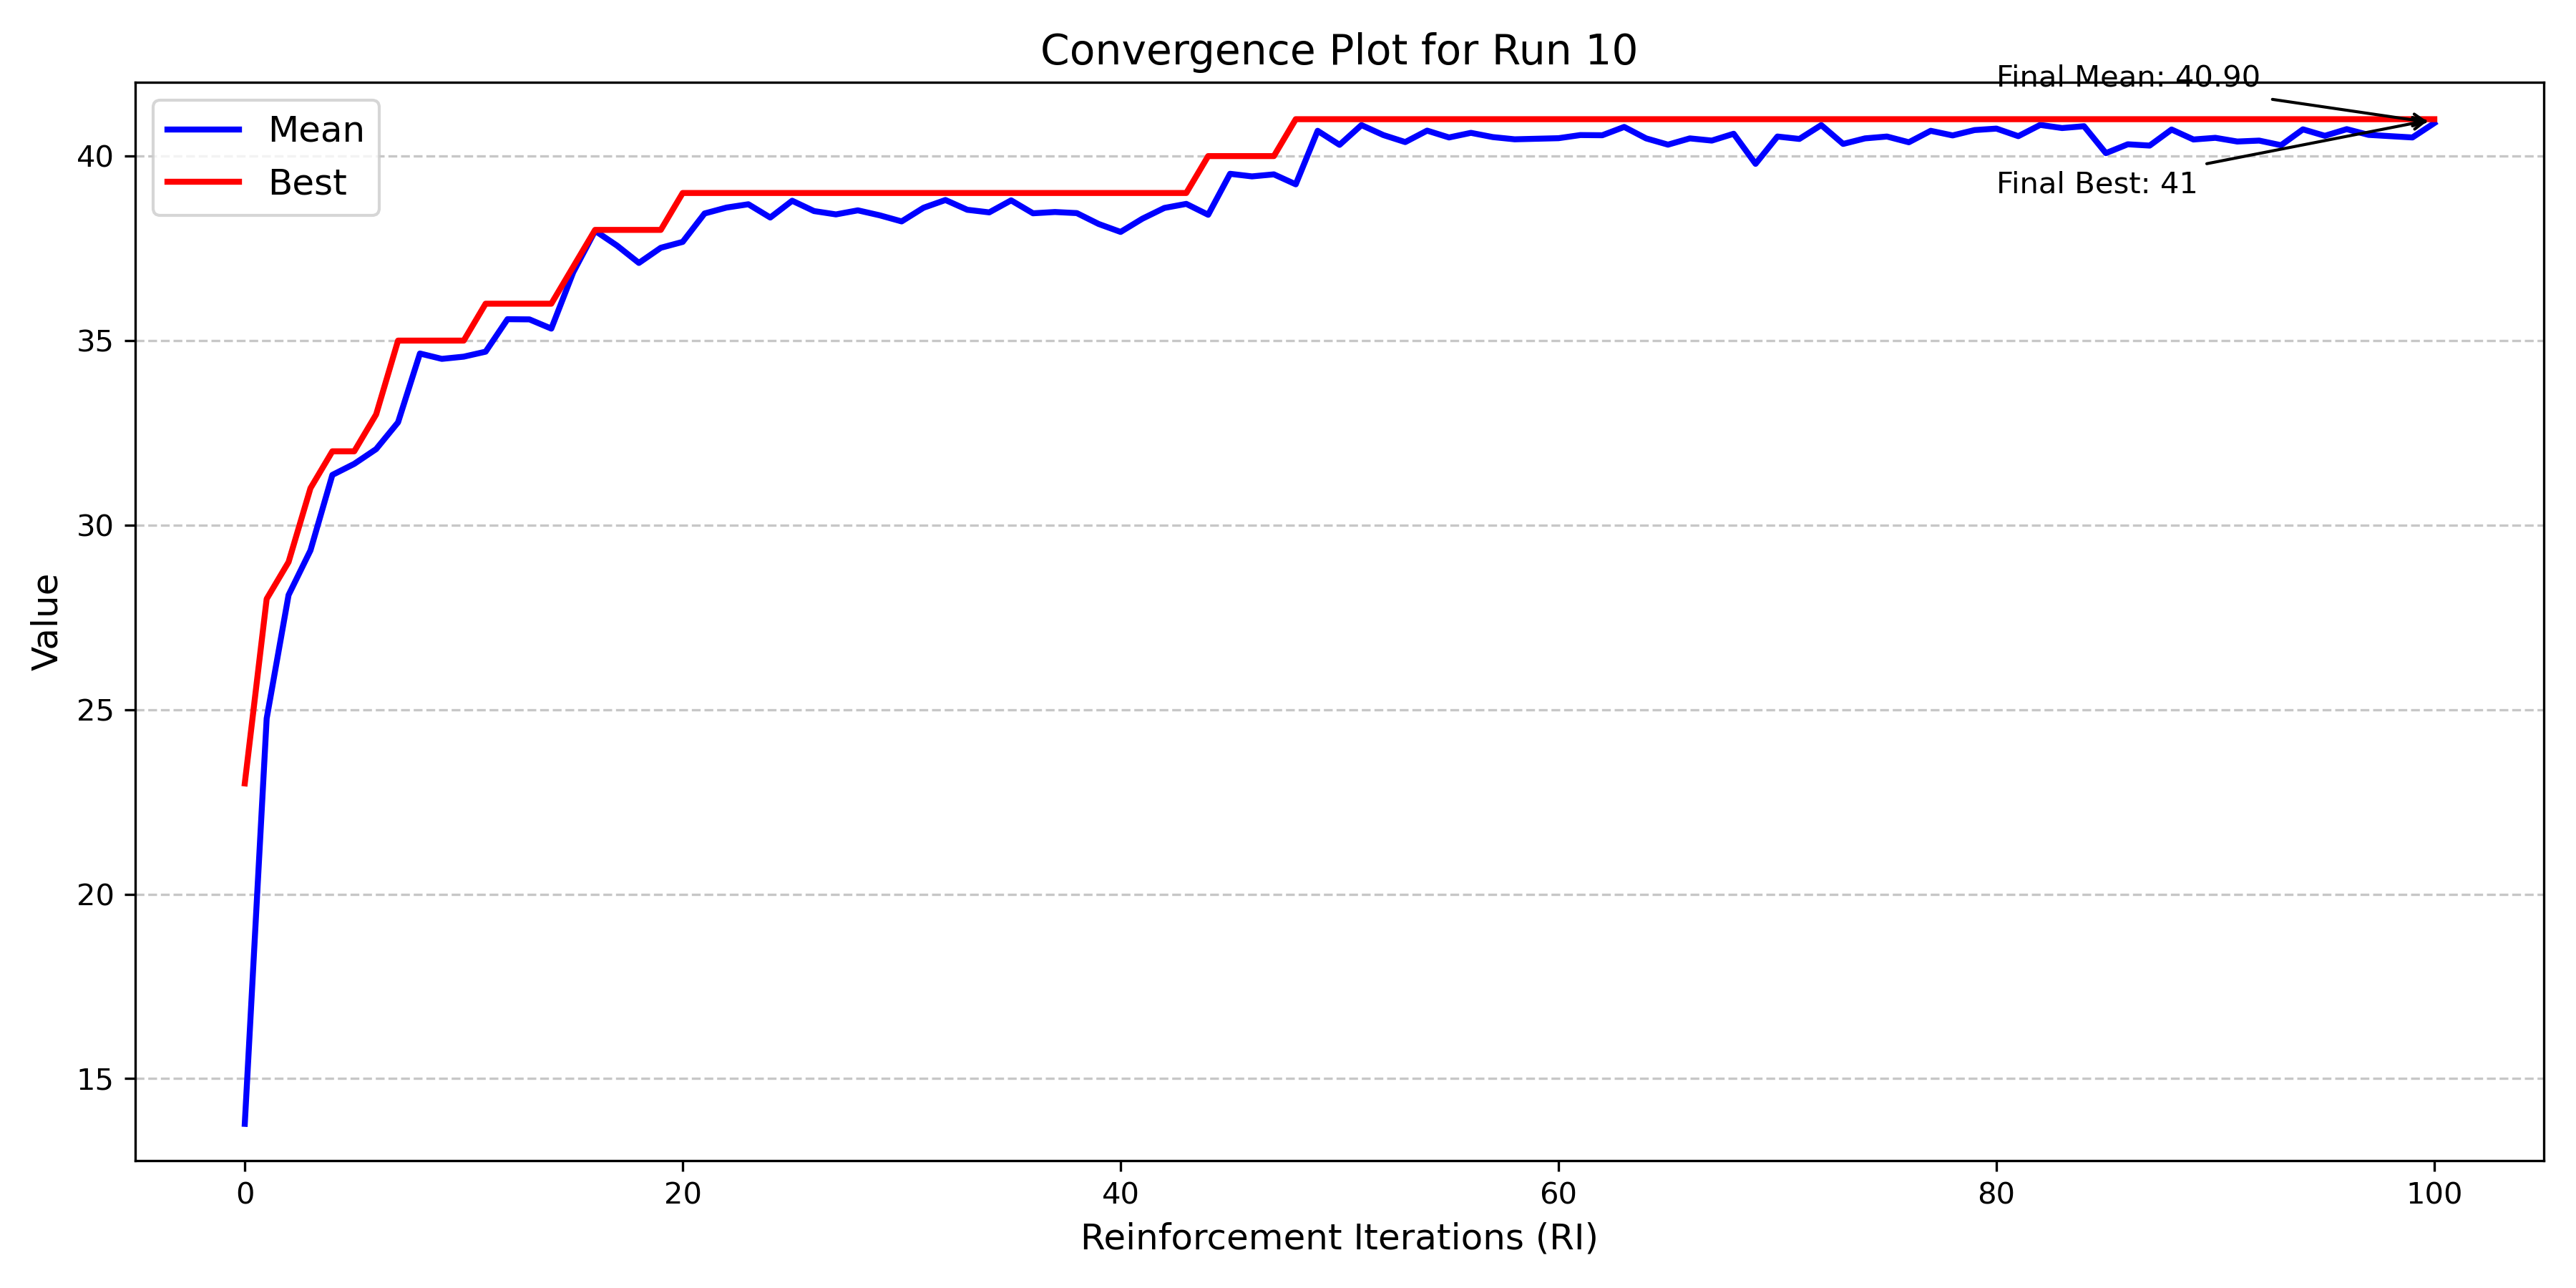 Convergence Plot for Run 10
Final Mean: 40.90
Mean
Best
Final Best: 41
40
35
30
25
20
15
Value
0
20
40
60
80
100
Reinforcement Iterations (RI)